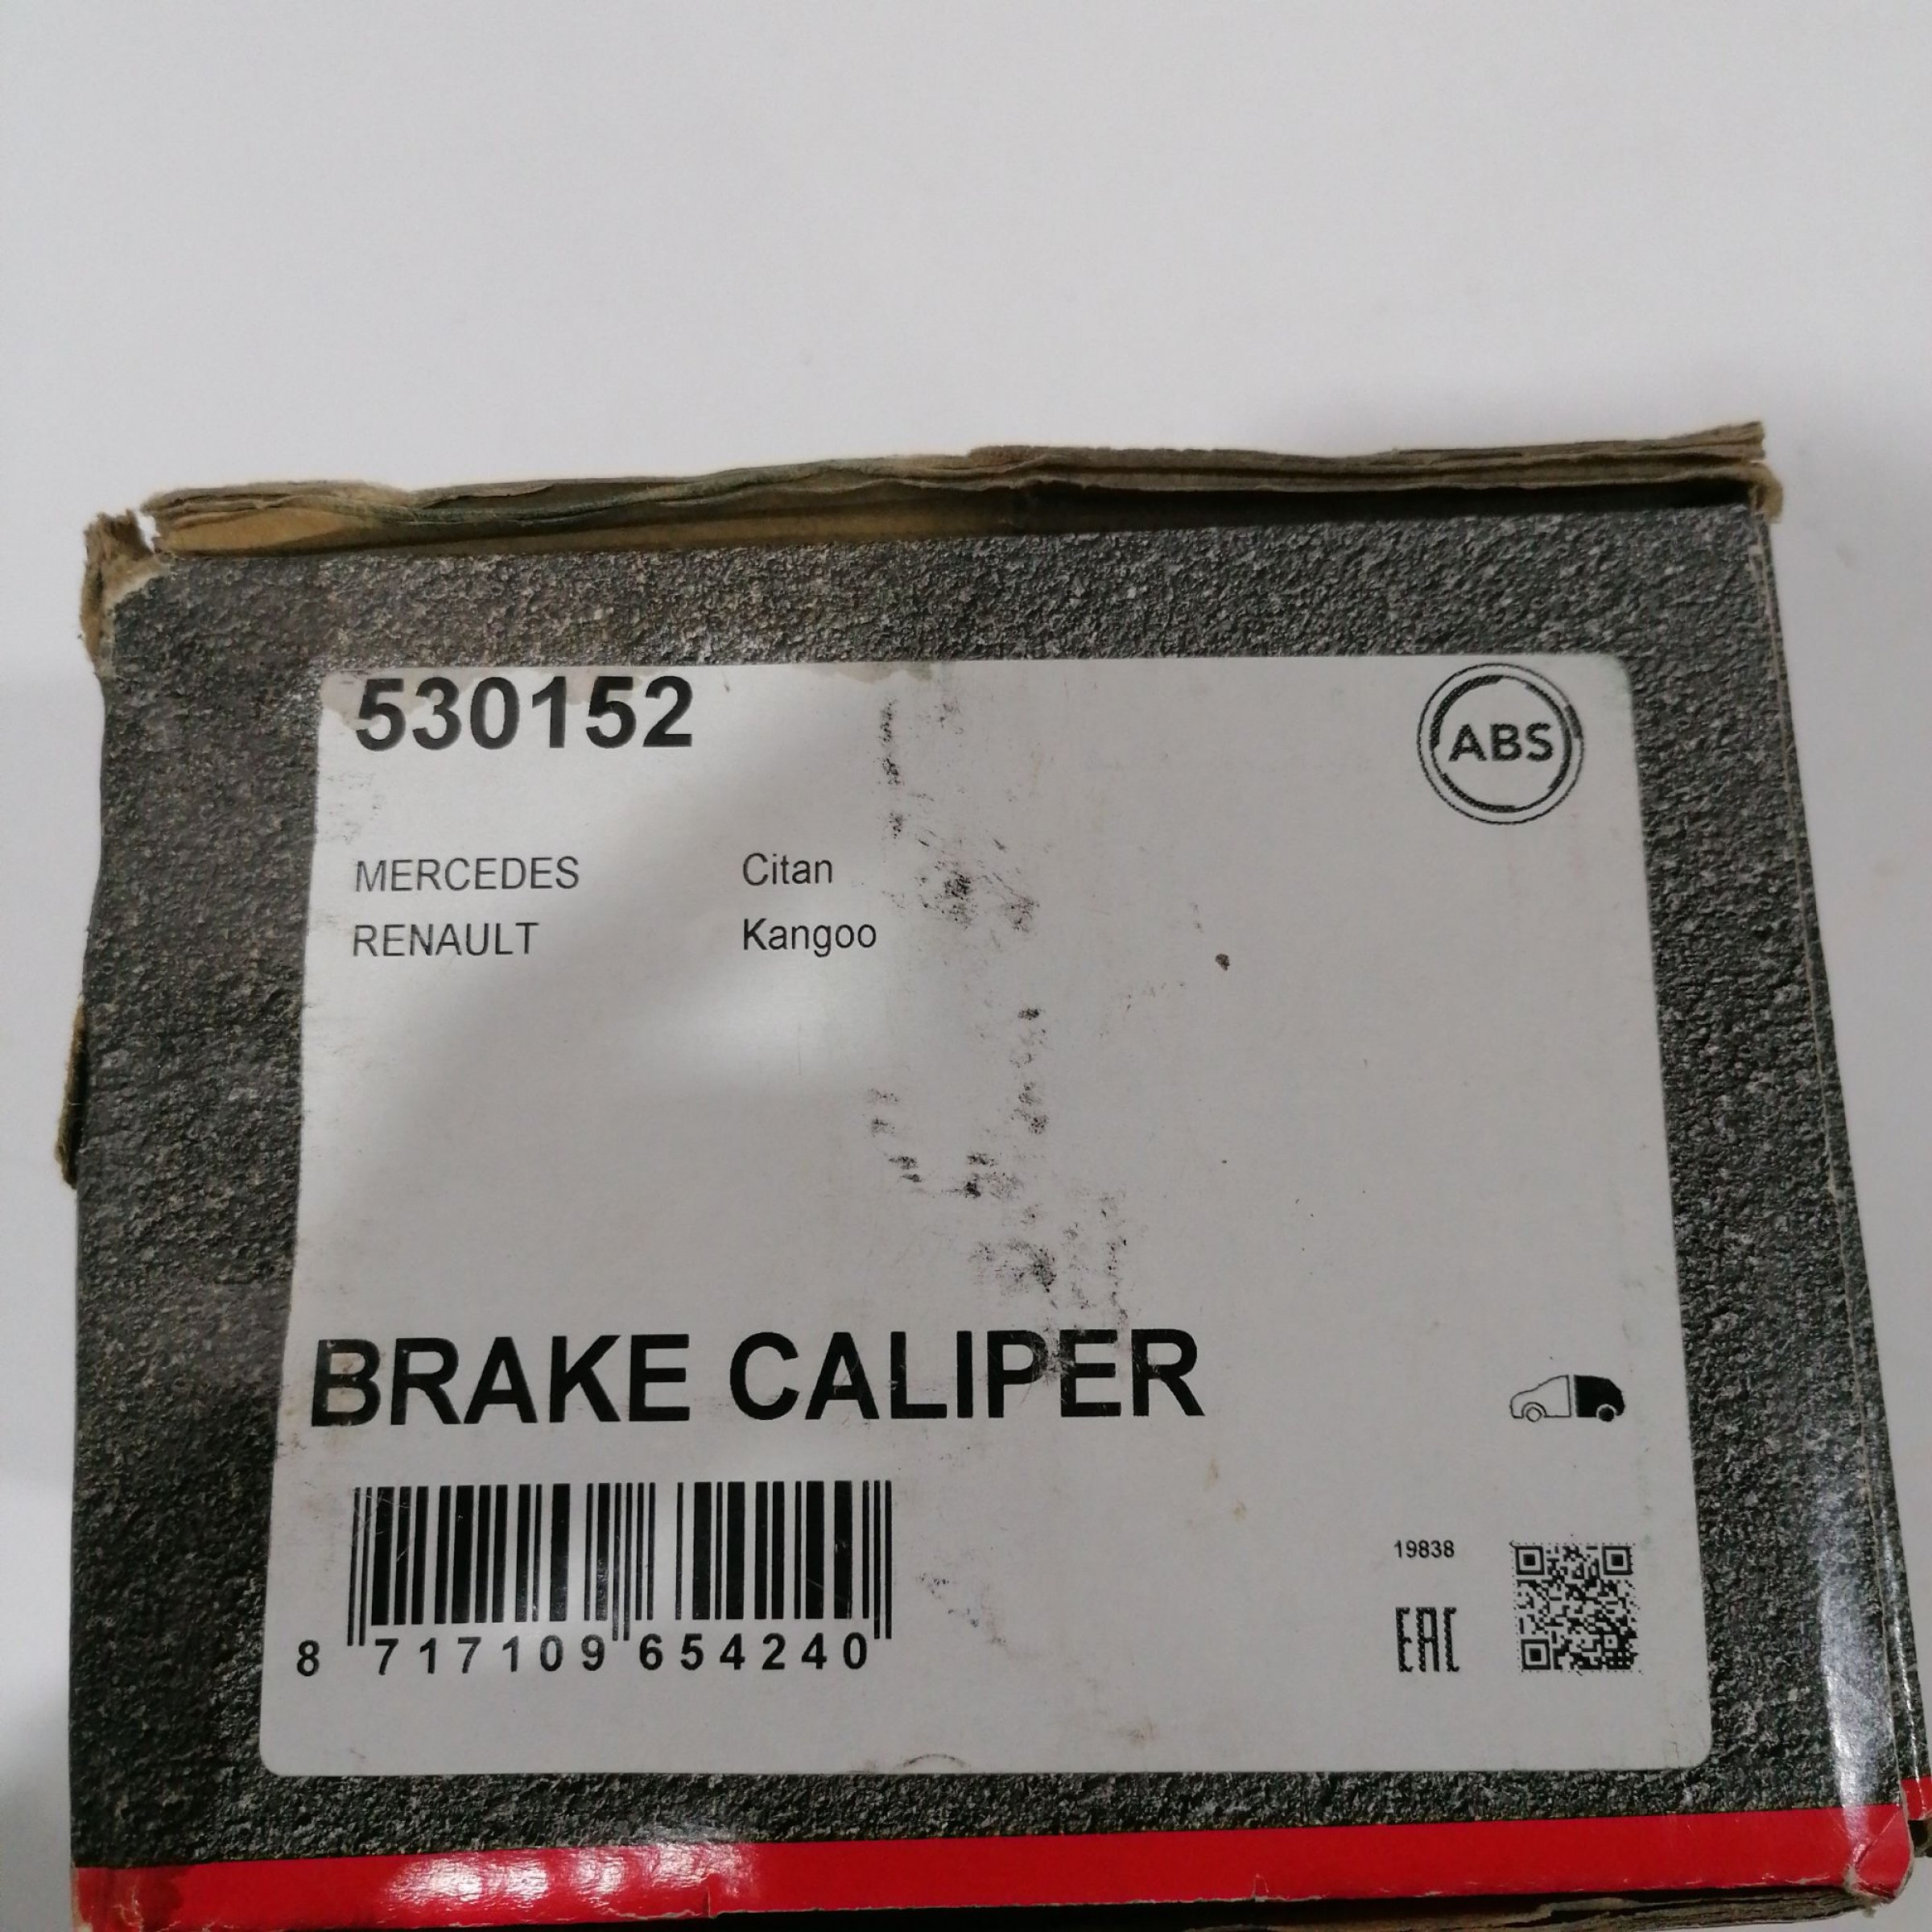 530152
ABS
MERCEDES Citan
RENAULT Kangoo
BRAKE CALIPER
8 717109 654240
19838
EAC